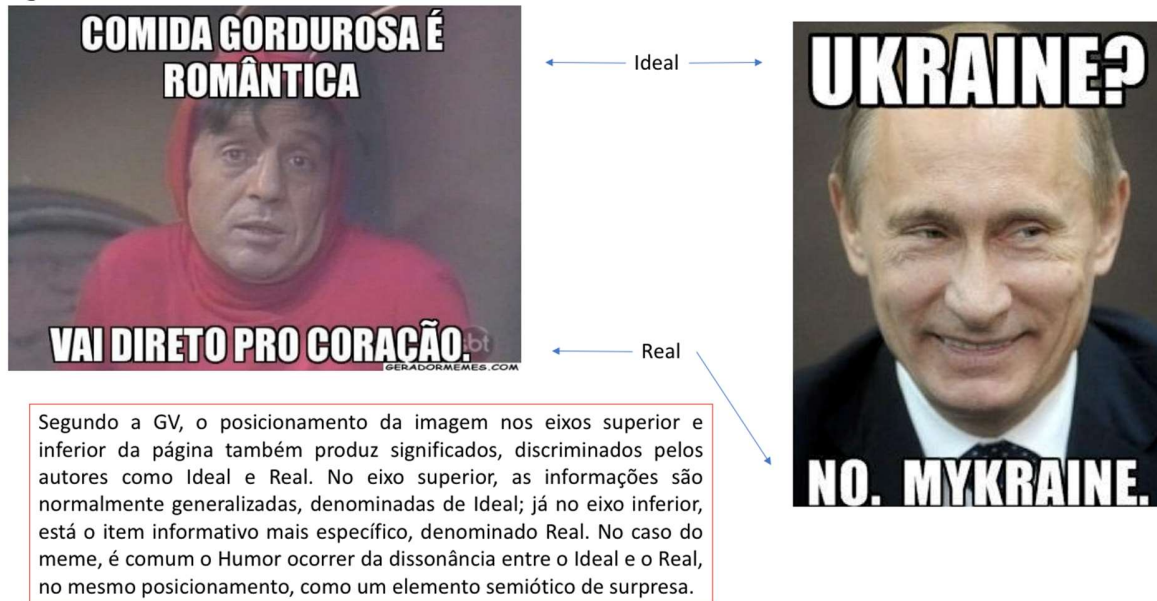 COMIDA GORDUROSA É
ROMÂNTICA
VAI DIRETO PRO CORAÇÃO.
sbt
GERADORMEMES.COM
Ideal
Real
UKRAINE?
NO. MYKRAINE.
Segundo a GV, o posicionamento da imagem nos eixos superior e
inferior da página também produz significados, discriminados pelos
autores como Ideal e Real. No eixo superior, as informações são
normalmente generalizadas, denominadas de Ideal; já no eixo inferior,
está o item informativo mais específico, denominado Real. No caso do
meme, é comum o Humor ocorrer da dissonância entre o Ideal e o Real,
no mesmo posicionamento, como um elemento semiótico de surpresa.